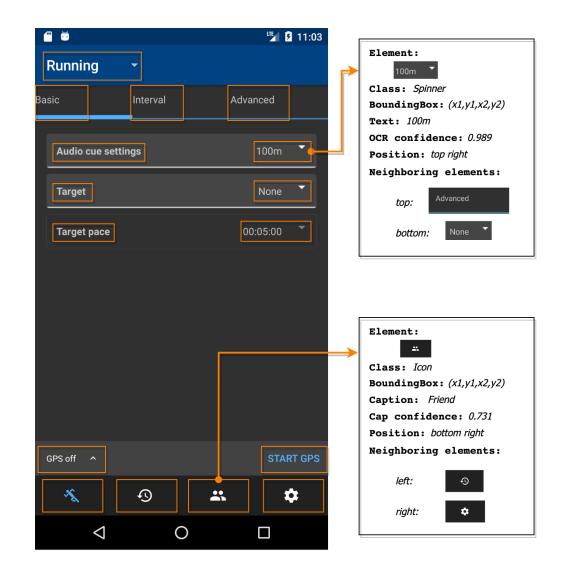 LTE 11:03
Running
Basic Interval Advanced
Audio cue settings 100m
Target None
Target pace 00:05:00
GPS off START GPS
Element:
100m
Class: Spinner
BoundingBox: (x1,y1,x2,y2)
Text: 100m
OCR confidence: 0.989
Position: top right
Neighboring elements:
top: Advanced
bottom: None
Element:
Class: Icon
BoundingBox: (x1,y1,x2,y2)
Caption: Friend
Cap confidence: 0.731
Position: bottom right
Neighboring elements:
left:
right: